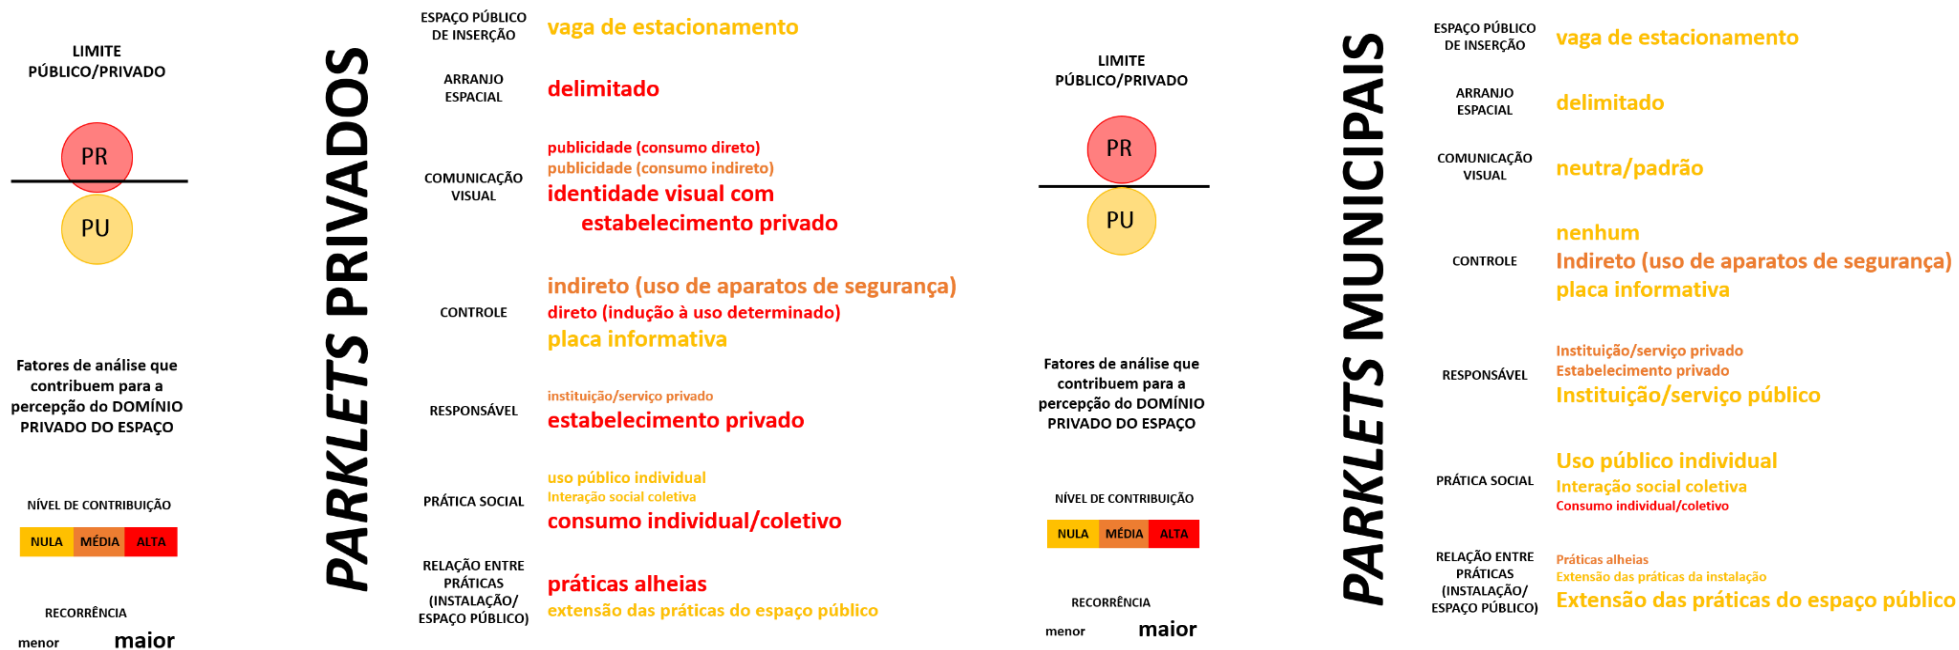 LIMITE
PÚBLICO/PRIVADO
PR
PU
Fatores de análise que
contribuem para a
percepção do DOMÍNIO
PRIVADO DO ESPAÇO
NÍVEL DE CONTRIBUIÇÃO
NULA MÉDIA ALTA
RECORRÊNCIA
menor maior
PARKLETS PRIVADOS
ESPAÇO PÚBLICO
DE INSERÇÃO
vaga de estacionamento
ARRANJO
ESPACIAL
delimitado
COMUNICAÇÃO
VISUAL
publicidade (consumo direto)
publicidade (consumo indireto)
identidade visual com
estabelecimento privado
CONTROLE
indireto (uso de aparatos de segurança)
direto (indução à uso determinado)
placa informativa
RESPONSÁVEL
instituição/serviço privado
estabelecimento privado
PRÁTICA SOCIAL
uso público individual
Interação social coletiva
consumo individual/coletivo
RELAÇÃO ENTRE
PRÁTICAS
(INSTALAÇÃO/
ESPAÇO PÚBLICO)
práticas alheias
extensão das práticas do espaço público
LIMITE
PÚBLICO/PRIVADO
PR
PU
Fatores de análise que
contribuem para a
percepção do DOMÍNIO
PRIVADO DO ESPAÇO
NÍVEL DE CONTRIBUIÇÃO
NULA MÉDIA ALTA
RECORRÊNCIA
menor maior
PARKLETS MUNICIPAIS
ESPAÇO PÚBLICO
DE INSERÇÃO
vaga de estacionamento
ARRANJO
ESPACIAL
delimitado
COMUNICAÇÃO
VISUAL
neutra/padrão
CONTROLE
nenhum
Indireto (uso de aparatos de segurança)
placa informativa
RESPONSÁVEL
Instituição/serviço privado
Estabelecimento privado
Instituição/serviço público
PRÁTICA SOCIAL
Uso público individual
Interação social coletiva
Consumo individual/coletivo
RELAÇÃO ENTRE
PRÁTICAS
(INSTALAÇÃO/
ESPAÇO PÚBLICO)
Práticas alheias
Extensão das práticas da instalação
Extensão das práticas do espaço público